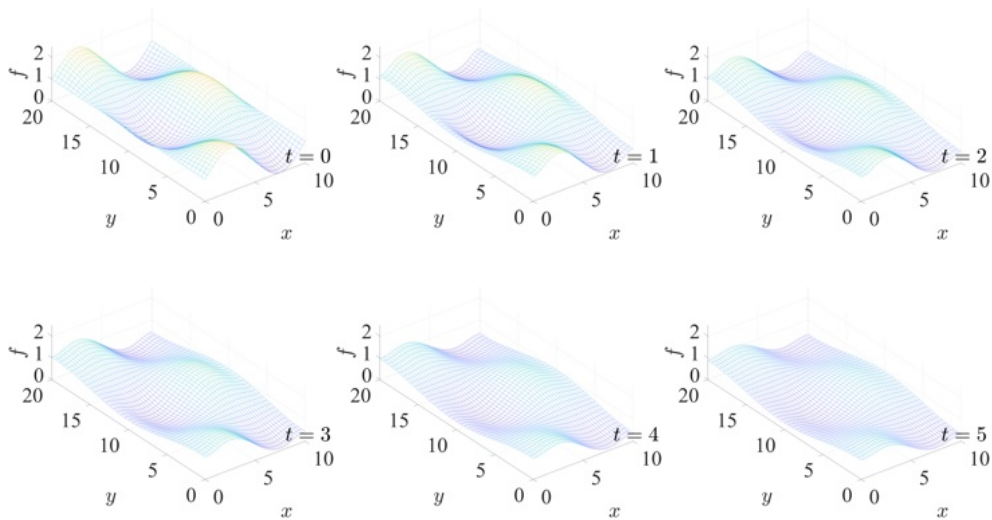 f 2 1 0 20 15 10 5 0 y 0 5 10 x t = 0
f 2 1 0 20 15 10 5 0 y 0 5 10 x t = 1
f 2 1 0 20 15 10 5 0 y 0 5 10 x t = 2
f 2 1 0 20 15 10 5 0 y 0 5 10 x t = 3
f 2 1 0 20 15 10 5 0 y 0 5 10 x t = 4
f 2 1 0 20 15 10 5 0 y 0 5 10 x t = 5